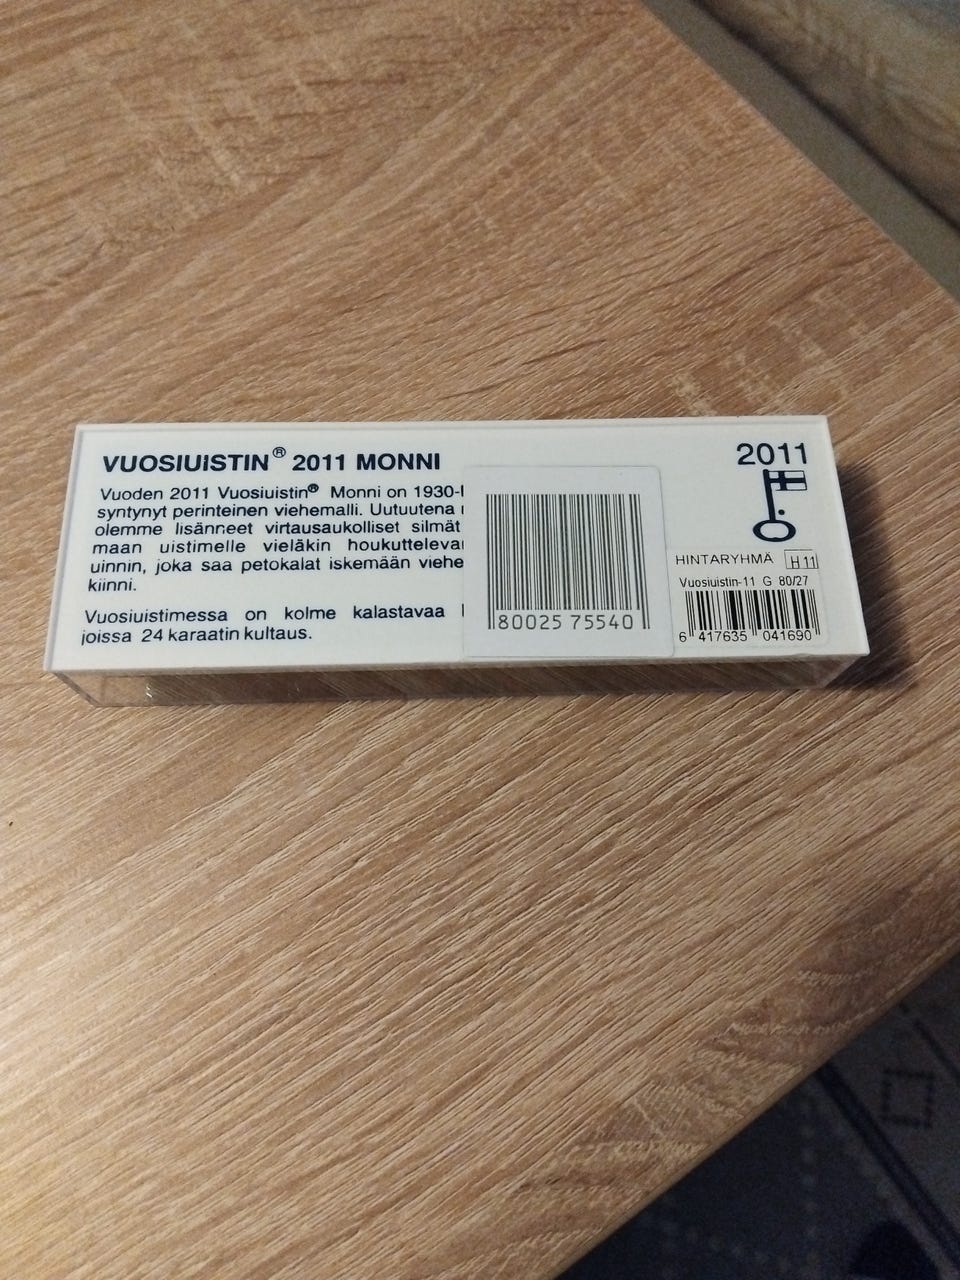 VUOSIUISTIN® 2011 MONNI
Vuoden 2011 Vuosiuistin® Monni on 1930-l
syntynyt perinteinen viehemalli. Uutuutena
olemme lisänneet virtausaukolliset silmät
maan uistimelle vieläkin houkuttelevar
uinnin, joka saa petokalat iskemään viehe
kiinni.
Vuosiuistimessa on kolme kalastavaa
joissa 24 karaatin kultaus.
80025 75540
2011
HINTARYHMÄ H 11
Vuosiuistin-11 G 80/27
6 417635 041690